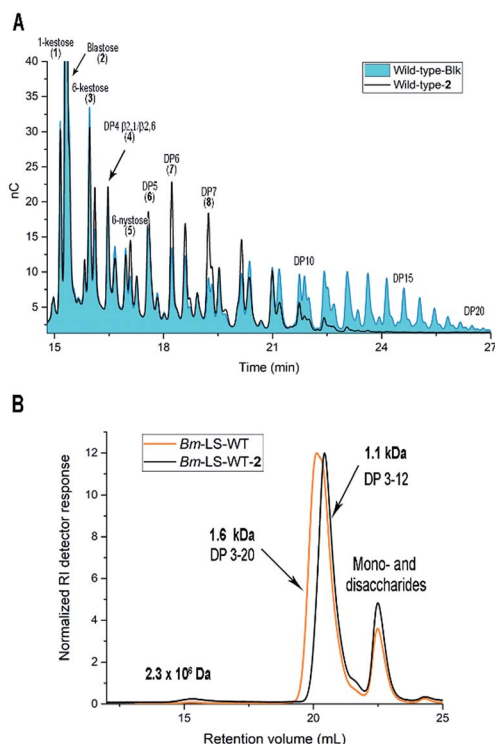 A
1-kestose
(1)
Blastose
(2)
6-kestose
(3)
DP4 β2,1/β2,6
(4)
6-nystose
(5)
DP5
(6)
DP6
(7)
DP7
(8)
DP10
DP15
DP20
Wild-type-Blk
Wild-type-2
nC
40
35
30
25
20
15
10
5
15 17 19 21 24 26 27
Time (min)
B
Bm-LS-WT
Bm-LS-WT-2
1.1 kDa
DP 3-12
1.6 kDa
DP 3-20
Mono- and
disaccharides
2.3 x 10⁶ Da
Normalized RI detector response
12
10
8
6
4
2
0
15 20 25
Retention volume (mL)